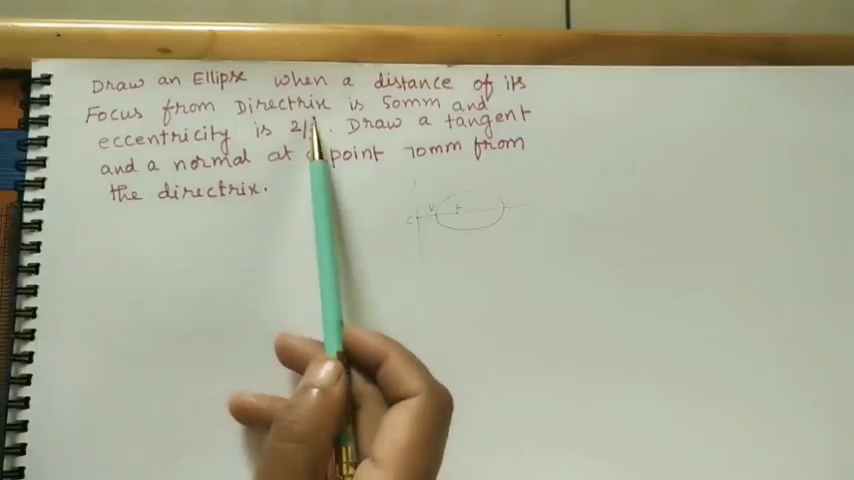 Draw an Ellipse when a distance of its
Focus from Directrix is 50mm and
eccentricity is 2/ . Draw a tangent
and a normal at a point 70mm from
the directrix.
C V F